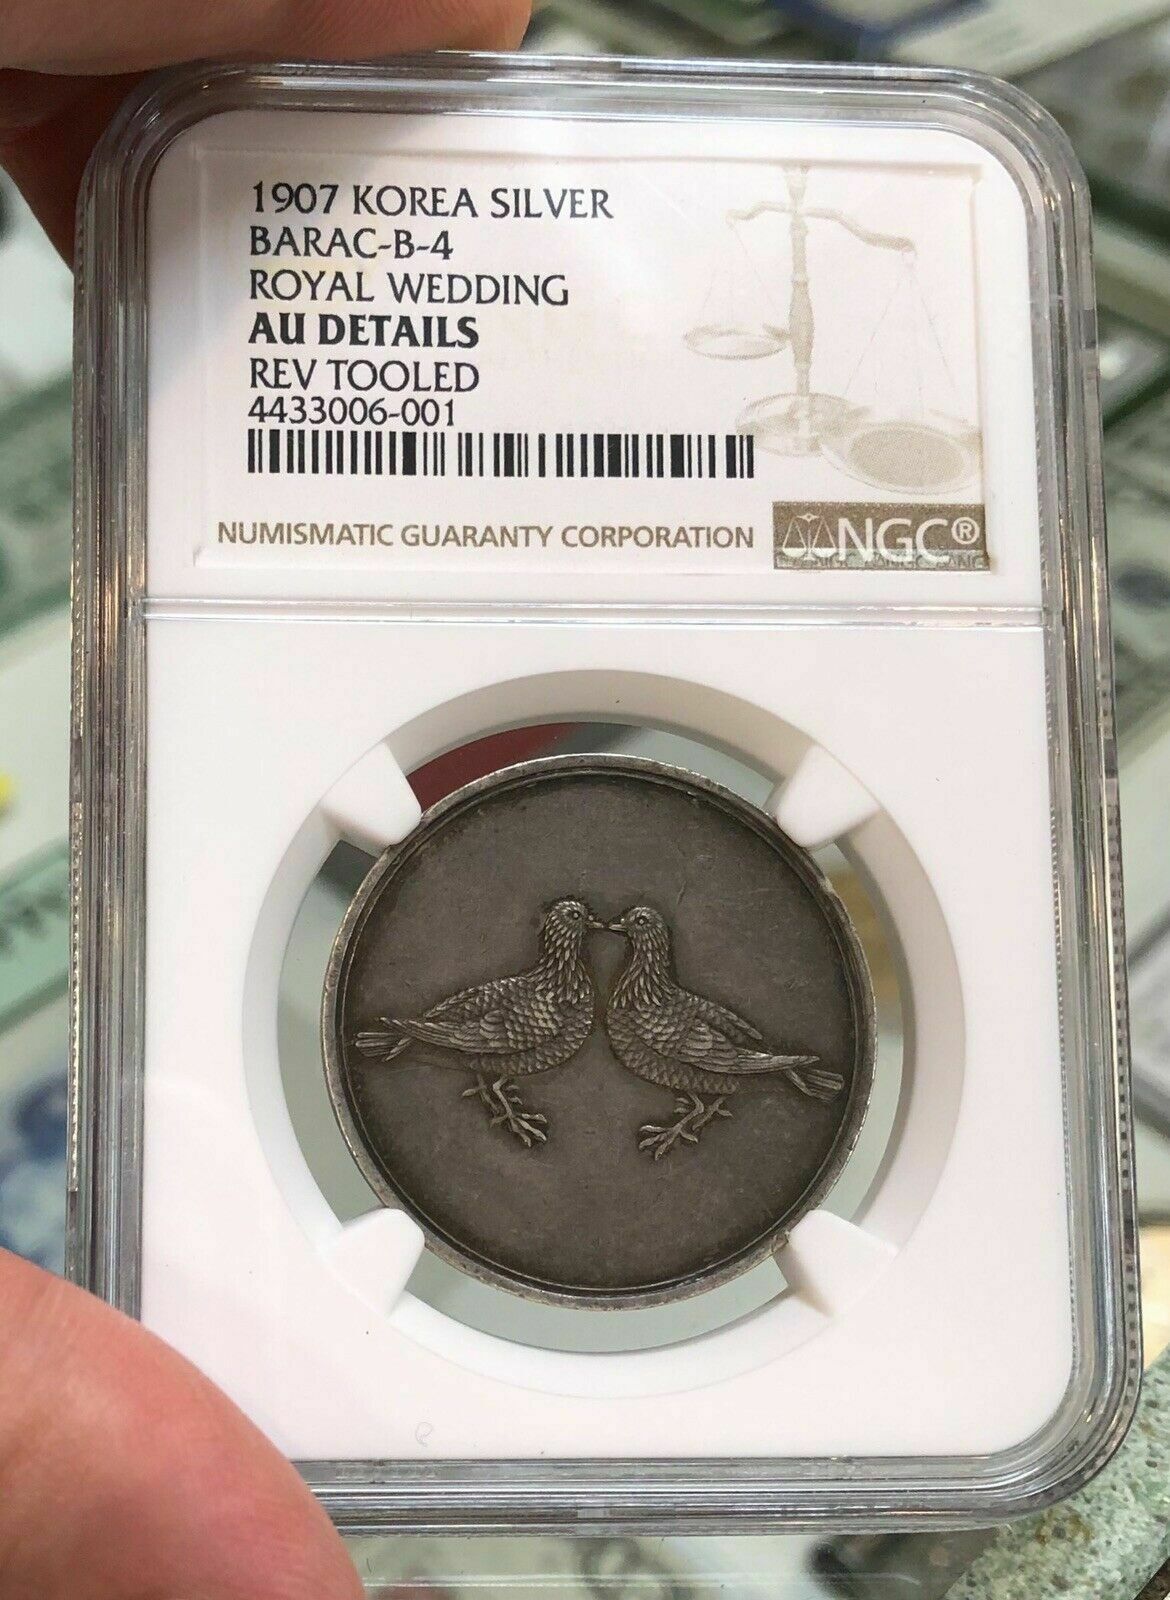 1907 KOREA SILVER
BARAC-B-4
ROYAL WEDDING
AU DETAILS
REV TOOLED
4433006-001
NUMISMATIC GUARANTY CORPORATION NGC®